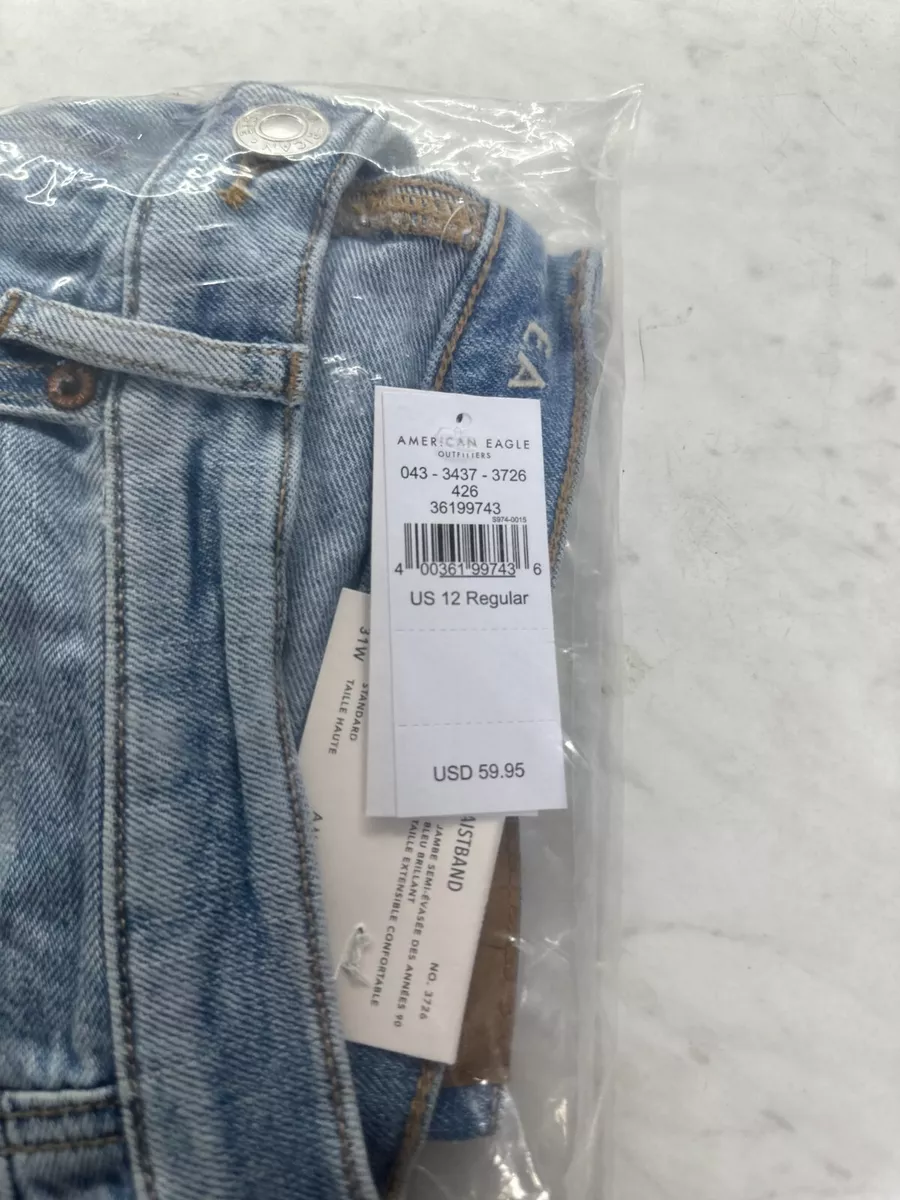 AMERICAN EAGLE
OUTFITTERS
043 - 3437 - 3726
426
36199743
S974-0015
4 00361 99743 6
US 12 Regular
USD 59.95
31W
STANDARD
TAILLE HAUTE
AISTBAND
JAMBE SEMI-ÉVASÉE DES ANNÉES 90
BLEU BRILLANT
TAILLE EXTENSIBLE CONFORTABLE
NO. 3726